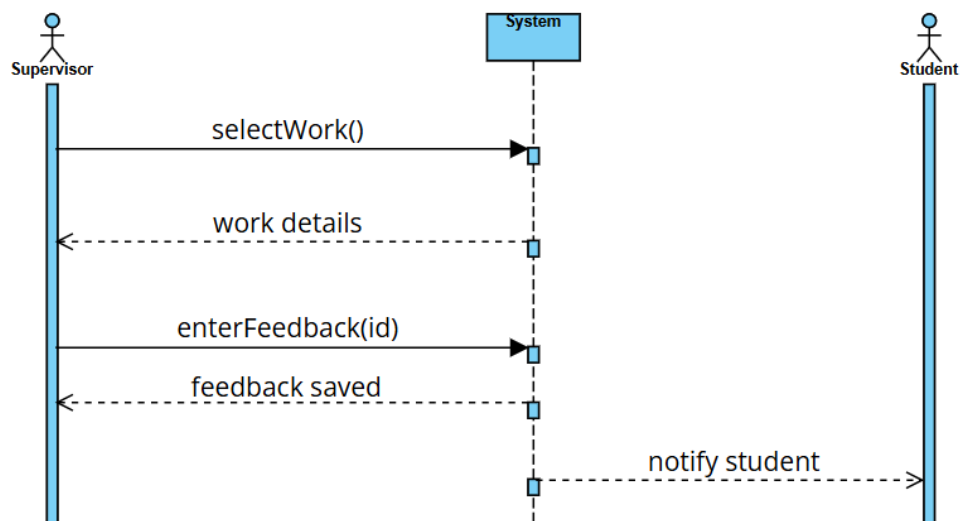 System
Supervisor
Student
selectWork()
work details
enterFeedback(id)
feedback saved
notify student